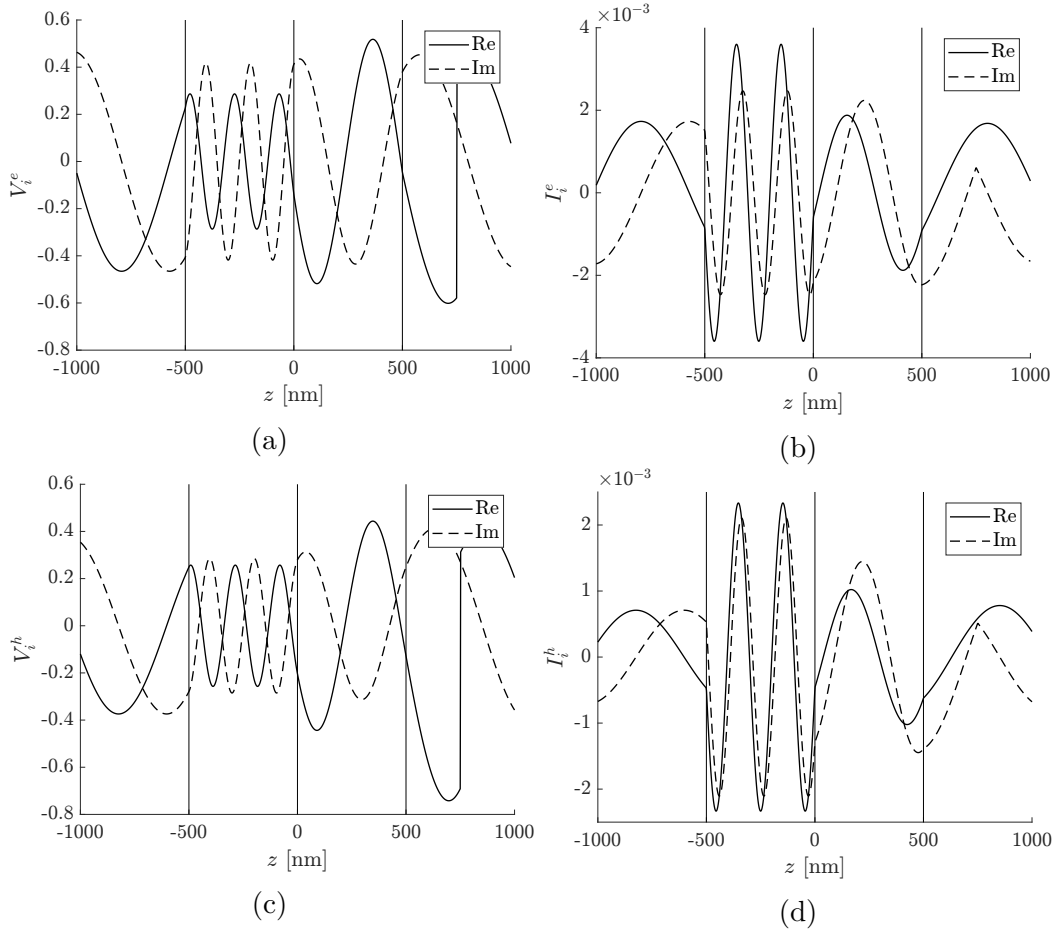 0.6
0.4
0.2
0
-0.2
-0.4
-0.6
-0.8
-1000
-500
0
500
1000
V_i^e
z [nm]
Re
Im
(a)
×10⁻³
4
2
0
-2
-4
-1000
-500
0
500
1000
I_i^e
z [nm]
Re
Im
(b)
0.6
0.4
0.2
0
-0.2
-0.4
-0.6
-0.8
-1000
-500
0
500
1000
V_i^h
z [nm]
Re
Im
(c)
×10⁻³
2
1
0
-1
-2
-1000
-500
0
500
1000
I_i^h
z [nm]
Re
Im
(d)